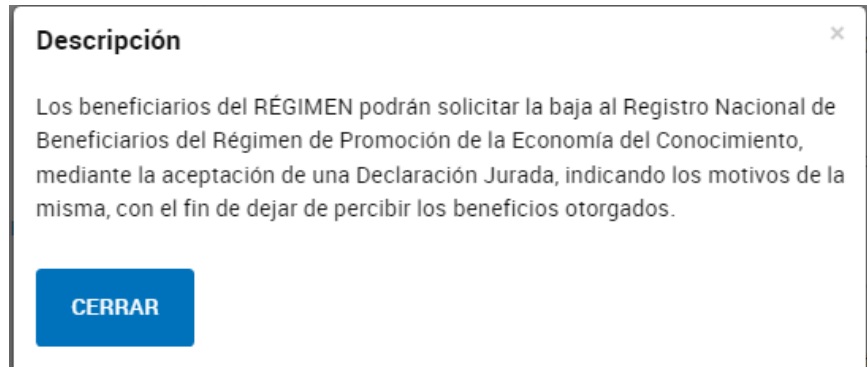 Descripción
×
Los beneficiarios del RÉGIMEN podrán solicitar la baja al Registro Nacional de
Beneficiarios del Régimen de Promoción de la Economía del Conocimiento,
mediante la aceptación de una Declaración Jurada, indicando los motivos de la
misma, con el fin de dejar de percibir los beneficios otorgados.
CERRAR